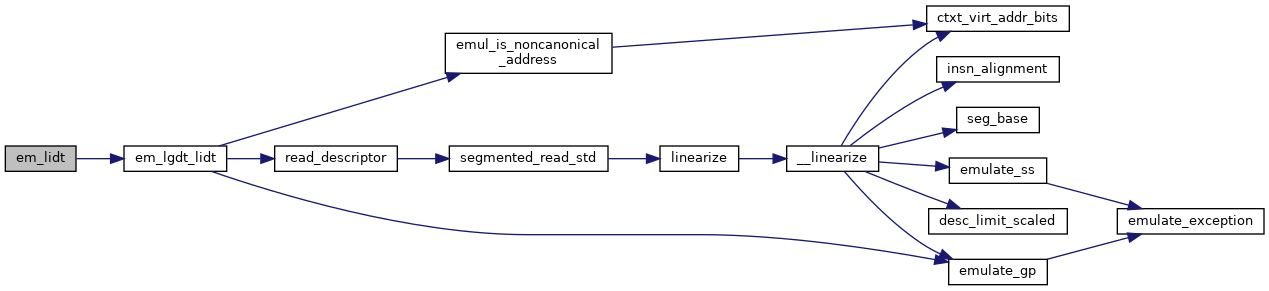 em_lidt
em_lgdt_lidt
emul_is_noncanonical
_address
read_descriptor
segmented_read_std
linearize
__linearize
ctxt_virt_addr_bits
insn_alignment
seg_base
emulate_ss
desc_limit_scaled
emulate_gp
emulate_exception